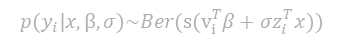 p(y_i|x,β,σ)~Ber(s(v_i^T β + σz_i^T x))